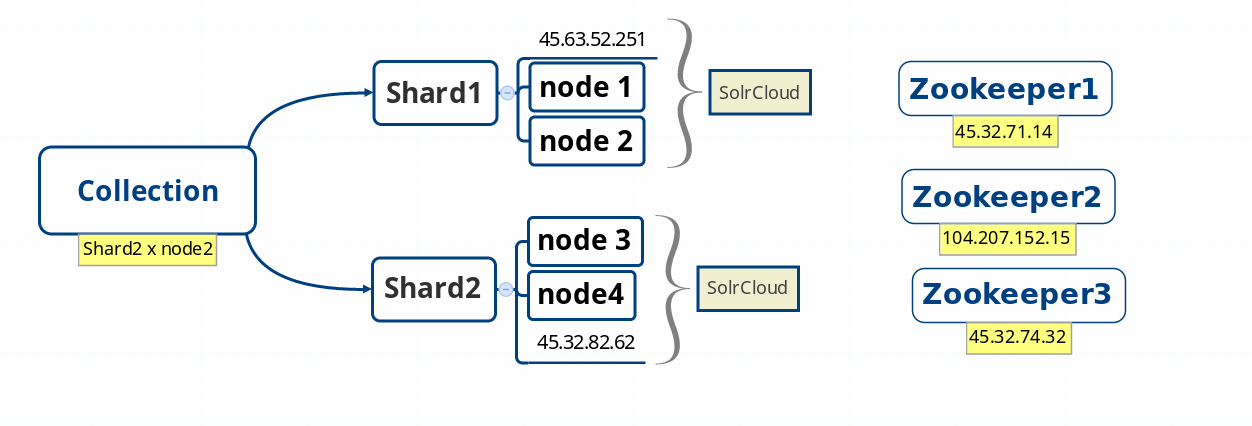 Collection
Shard2 x node2
Shard1
45.63.52.251
node 1
node 2
SolrCloud
Shard2
node 3
node4
45.32.82.62
SolrCloud
Zookeeper1
45.32.71.14
Zookeeper2
104.207.152.15
Zookeeper3
45.32.74.32